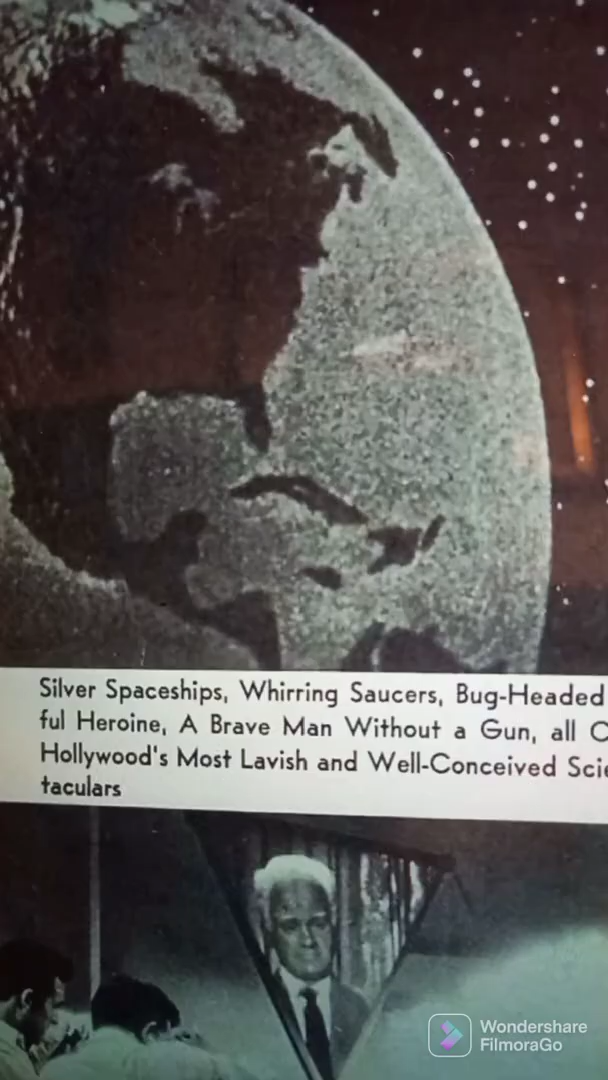 Silver Spaceships, Whirring Saucers, Bug-Headed
ful Heroine, A Brave Man Without a Gun, all
Hollywood's Most Lavish and Well-Conceived
taculars
Wondershare
FilmoraGo